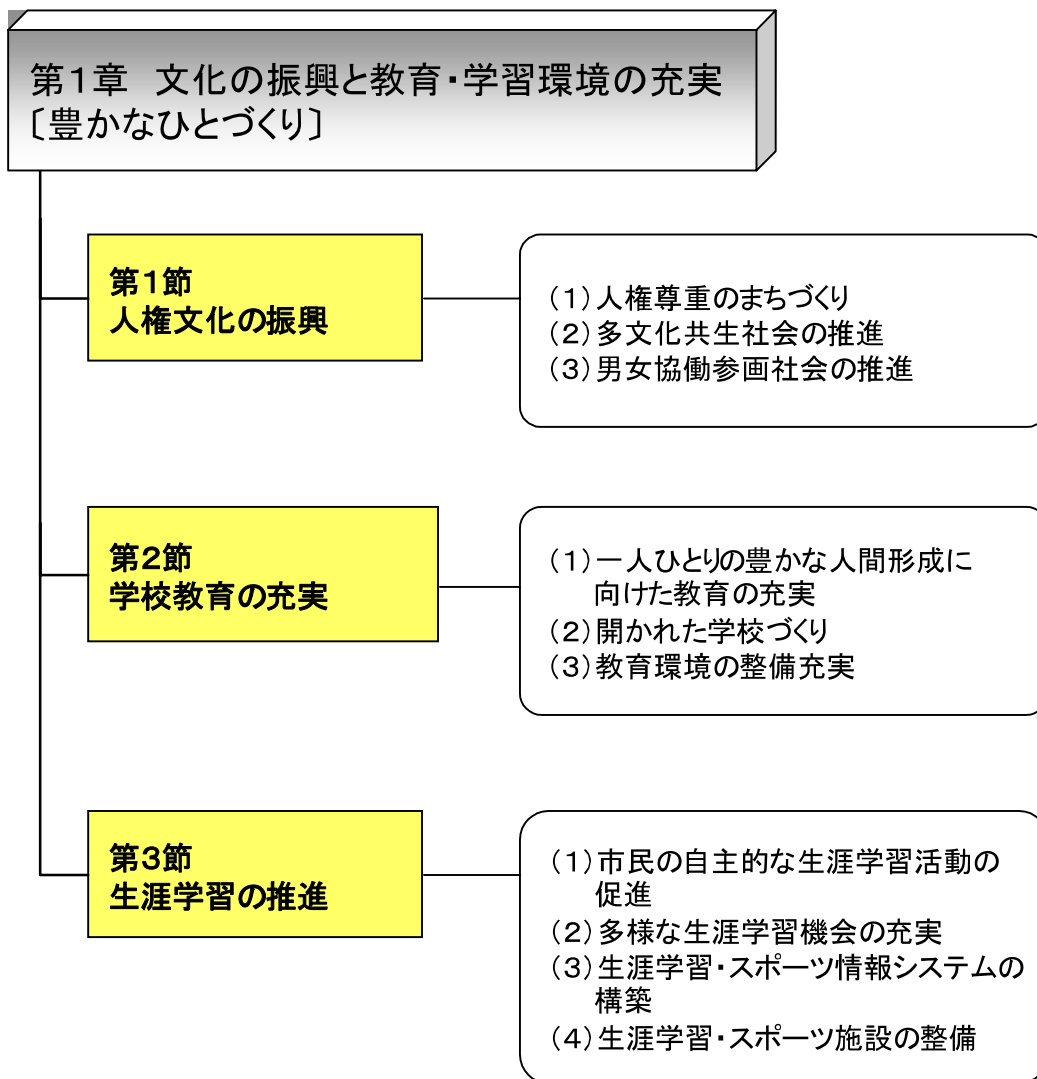 第1章　文化の振興と教育・学習環境の充実
〔豊かなひとづくり〕
第1節
人権文化の振興
(1)人権尊重のまちづくり
(2)多文化共生社会の推進
(3)男女協働参画社会の推進
第2節
学校教育の充実
(1)一人ひとりの豊かな人間形成に
向けた教育の充実
(2)開かれた学校づくり
(3)教育環境の整備充実
第3節
生涯学習の推進
(1)市民の自主的な生涯学習活動の
促進
(2)多様な生涯学習機会の充実
(3)生涯学習・スポーツ情報システムの
構築
(4)生涯学習・スポーツ施設の整備